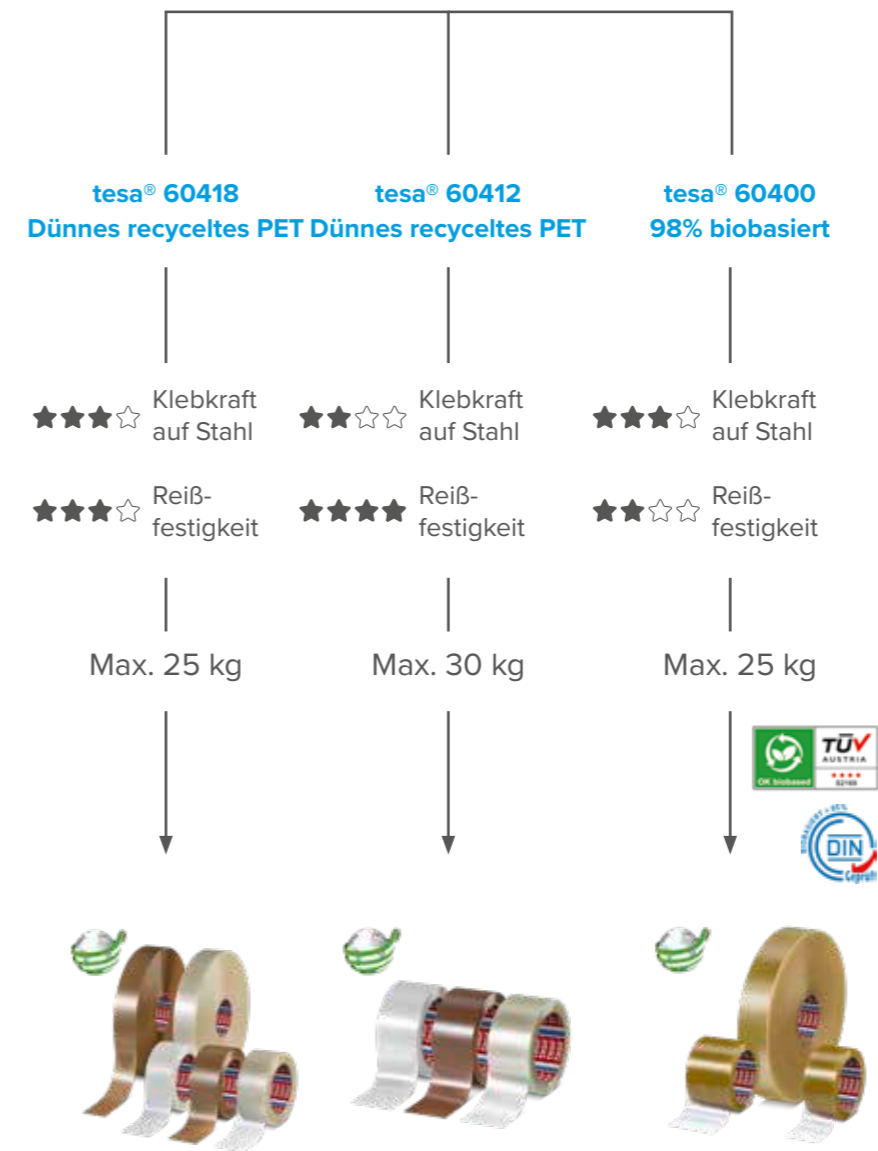 tesa® 60418
Dünnes recyceltes PET
tesa® 60412
Dünnes recyceltes PET
tesa® 60400
98% biobasiert
Klebkraft
auf Stahl
Reiß-
festigkeit
Klebkraft
auf Stahl
Reiß-
festigkeit
Klebkraft
auf Stahl
Reiß-
festigkeit
Max. 25 kg
Max. 30 kg
Max. 25 kg
OK biobased
TÜV
AUSTRIA
DIN
Geprüft